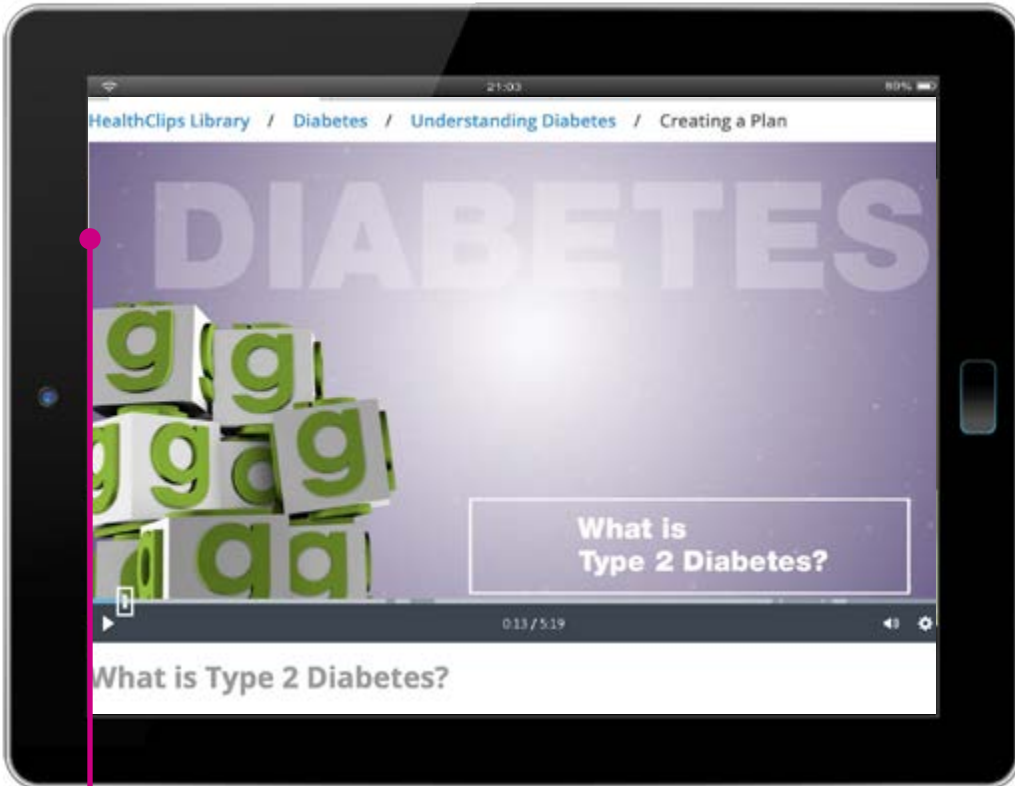 21:03 89%
HealthClips Library / Diabetes / Understanding Diabetes / Creating a Plan
DIABETES
g g g
g g
g g g g
g g
What is
Type 2 Diabetes?
0:13 / 5:19
What is Type 2 Diabetes?